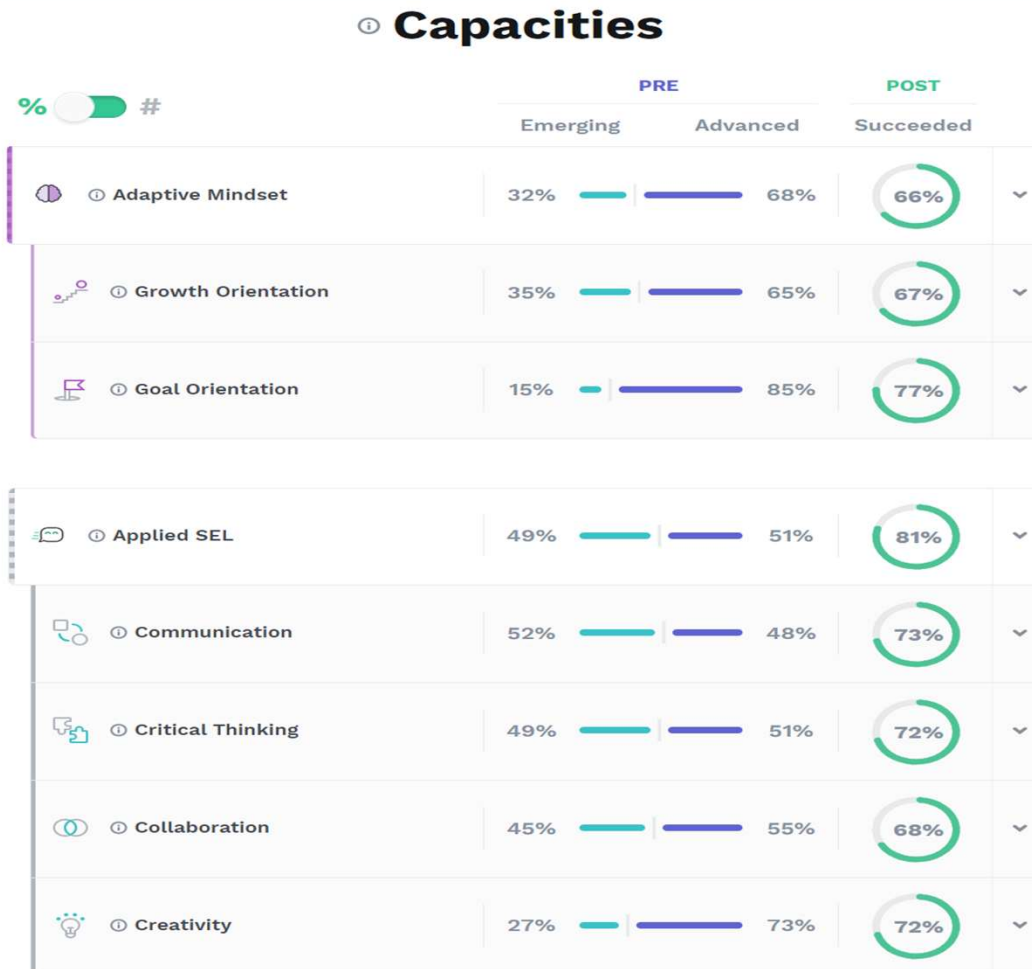 Capacities
PRE POST
% #
Emerging Advanced Succeeded
Adaptive Mindset 32% 68% 66%
Growth Orientation 35% 65% 67%
Goal Orientation 15% 85% 77%
Applied SEL 49% 51% 81%
Communication 52% 48% 73%
Critical Thinking 49% 51% 72%
Collaboration 45% 55% 68%
Creativity 27% 73% 72%